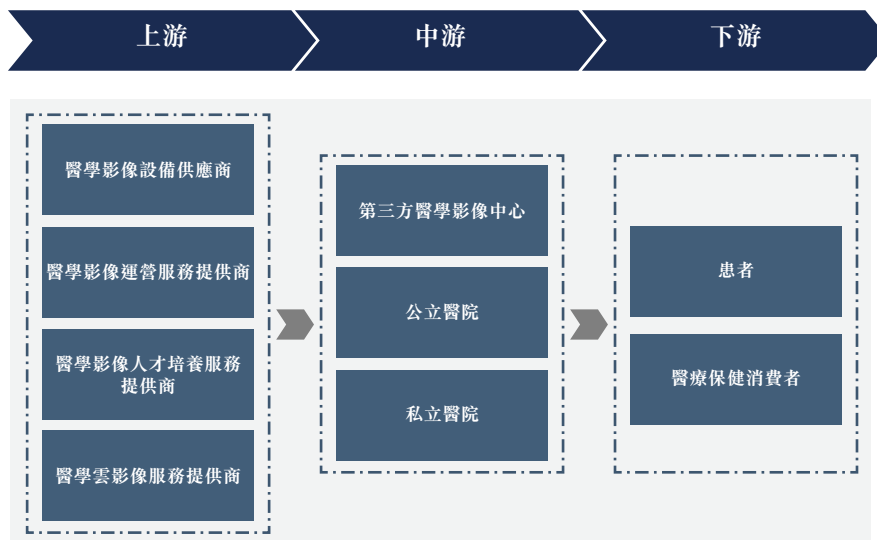 上游
中游
下游
醫學影像設備供應商
醫學影像運營服務提供商
醫學影像人才培養服務
提供商
醫學雲影像服務提供商
第三方醫學影像中心
公立醫院
私立醫院
患者
醫療保健消費者